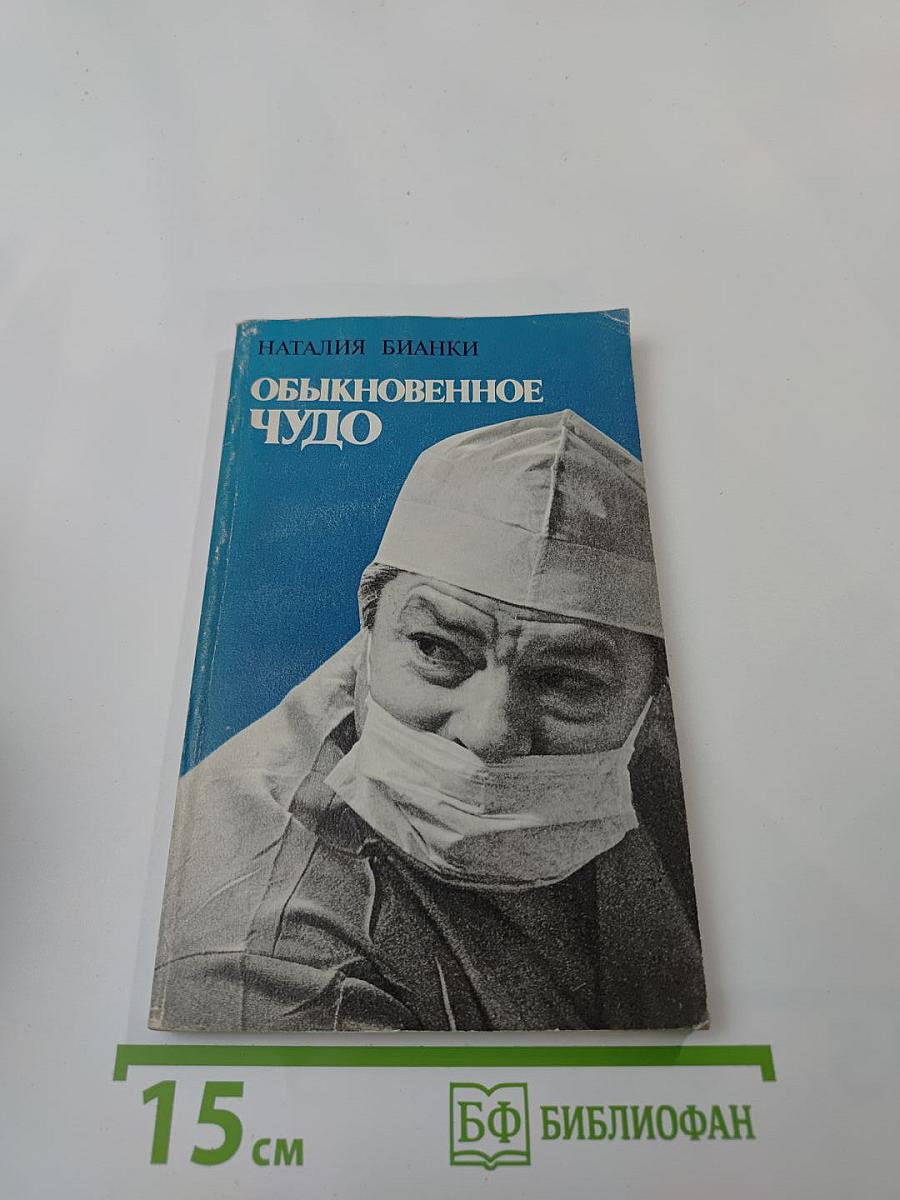 НАТАЛИЯ БИАНКИ
ОБЫКНОВЕННОЕ
ЧУДО
15 см
БФ БИБЛИОФАН